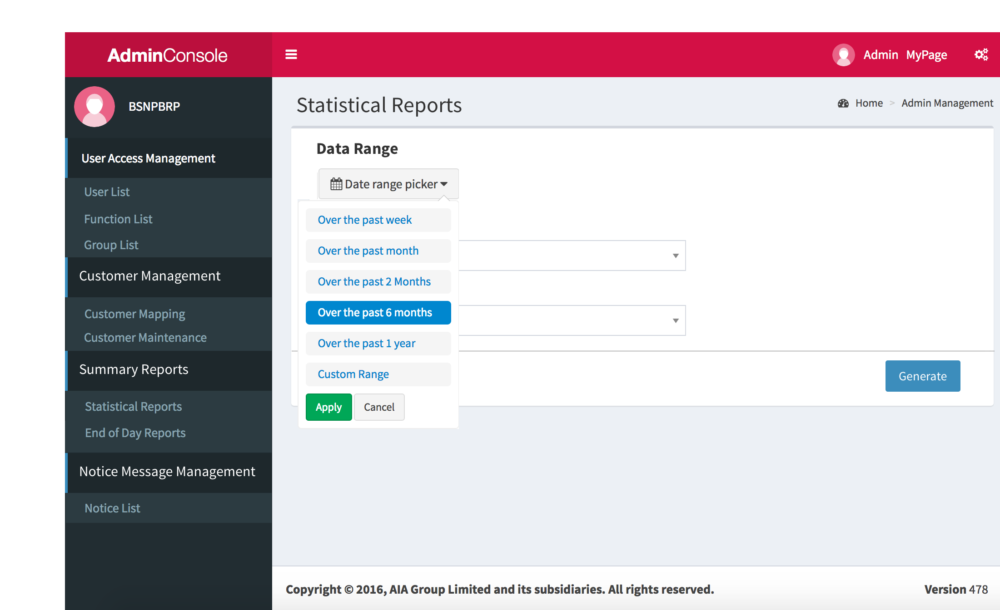 AdminConsole
Admin MyPage
BSNPBRP
User Access Management
User List
Function List
Group List
Customer Management
Customer Mapping
Customer Maintenance
Summary Reports
Statistical Reports
End of Day Reports
Notice Message Management
Notice List
Statistical Reports
Home > Admin Management
Data Range
Date range picker
Over the past week
Over the past month
Over the past 2 Months
Over the past 6 months
Over the past 1 year
Custom Range
Apply Cancel
Generate
Copyright © 2016, AIA Group Limited and its subsidiaries. All rights reserved.
Version 478